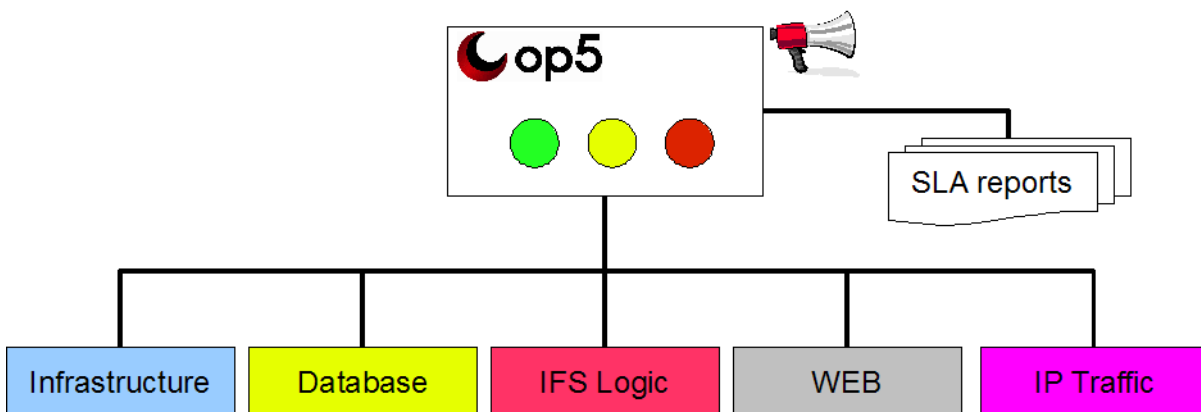 op5
SLA reports
Infrastructure
Database
IFS Logic
WEB
IP Traffic